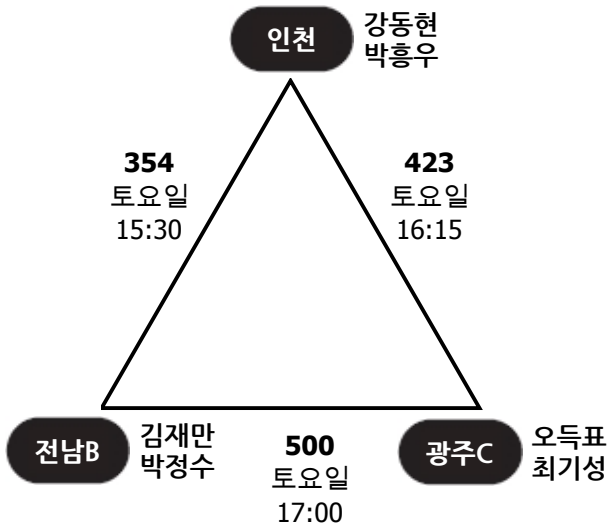 인천
강동현
박흥우
354
토요일
15:30
423
토요일
16:15
전남B
김재만
박정수
500
토요일
17:00
광주C
오득표
최기성